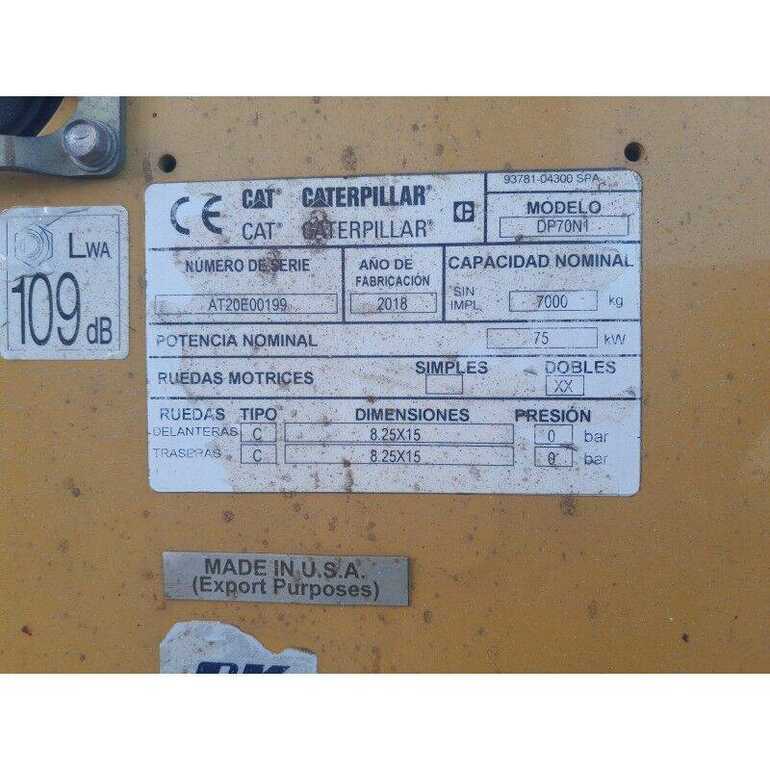 93781-04300 SPA
CE CAT® CATERPILLAR®
CAT® CATERPILLAR®
MODELO
DP70N1
NÚMERO DE SERIE
AT20E00199
AÑO DE
FABRICACIÓN
2018
CAPACIDAD NOMINAL
SIN
IMPL.
7000 kg
POTENCIA NOMINAL 75 kW
RUEDAS MOTRICES SIMPLES DOBLES
XX
RUEDAS TIPO DIMENSIONES PRESIÓN
DELANTERAS C 8.25X15 0 bar
TRASERAS C 8.25X15 0 bar
LWA
109 dB
MADE IN U.S.A.
(Export Purposes)